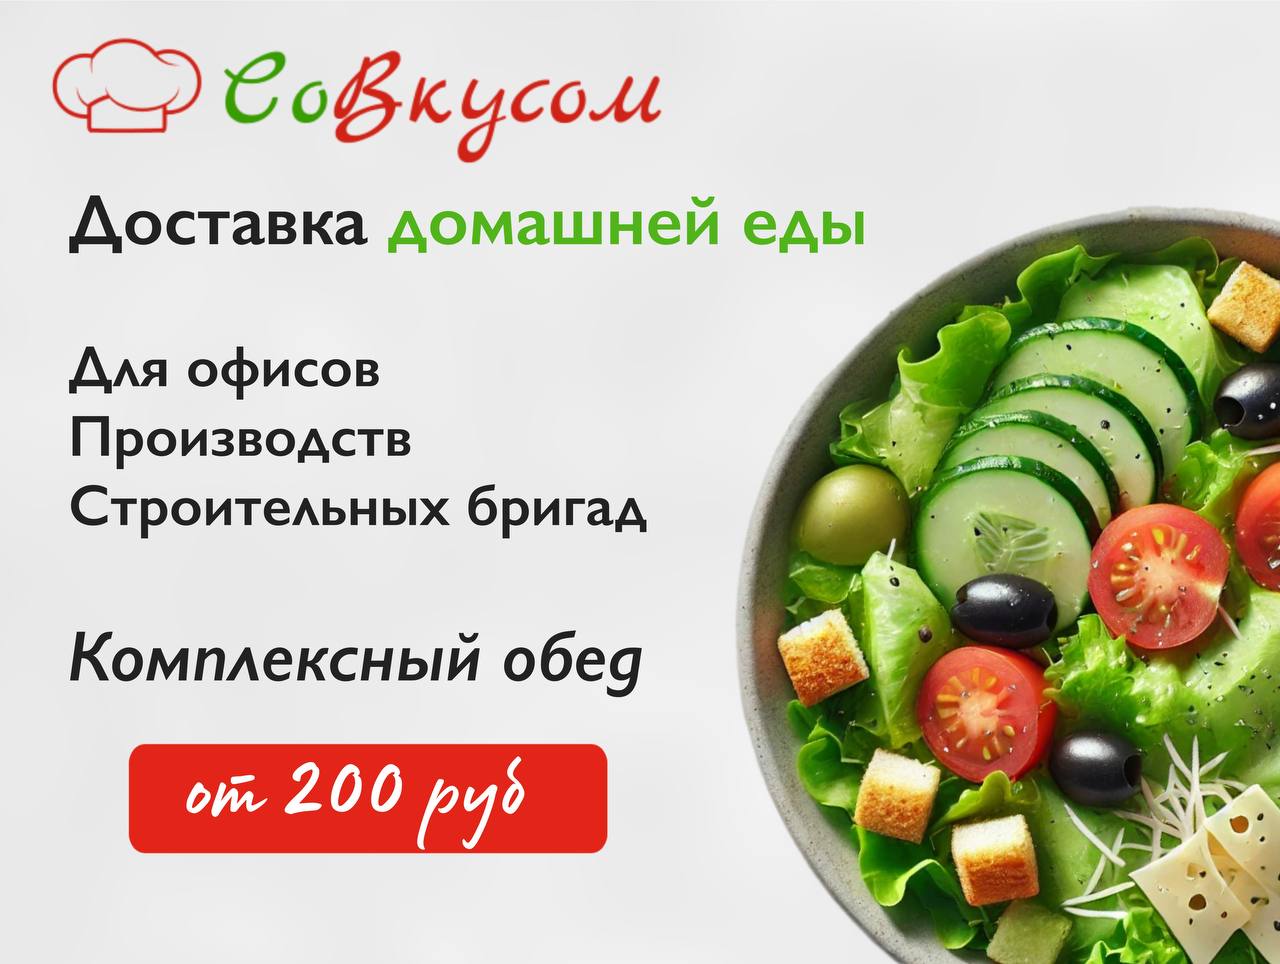 СоВкусом
Доставка домашней еды
Для офисов
Производств
Строительных бригад
Комплексный обед
от 200 руб